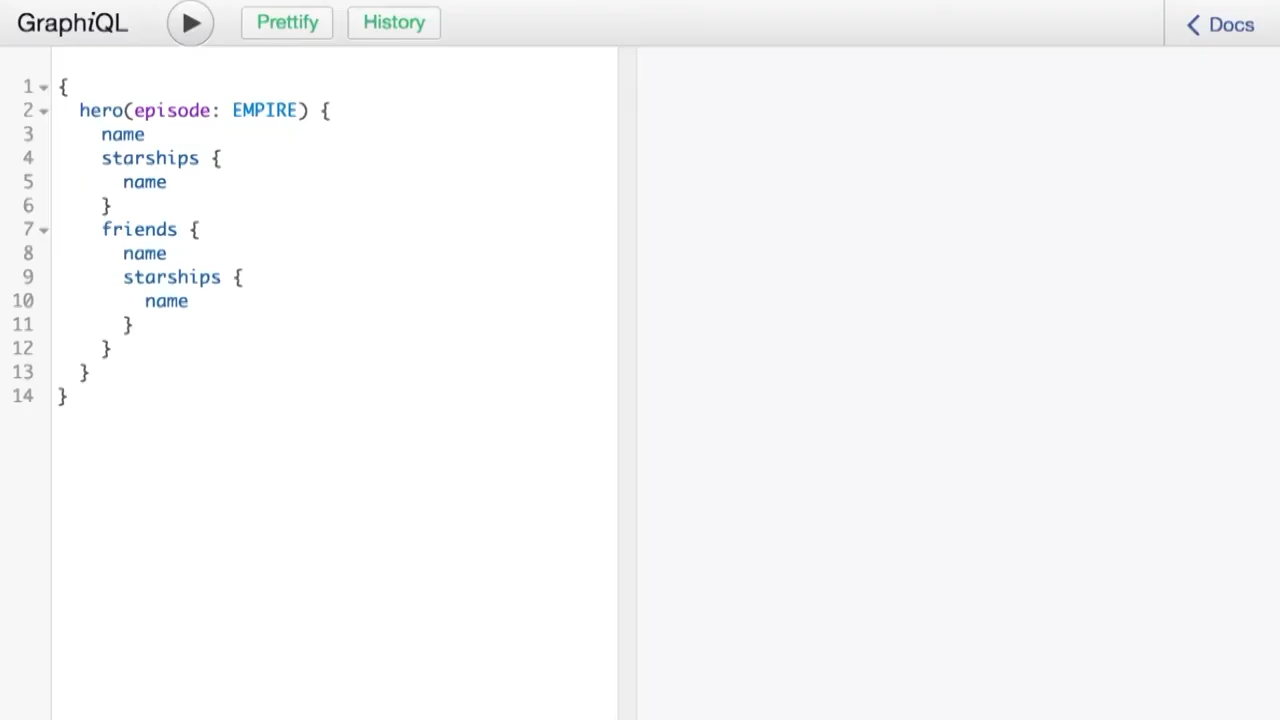 GraphiQL Prettify History Docs
1 {
2 hero(episode: EMPIRE) {
3 name
4 starships {
5 name
6 }
7 friends {
8 name
9 starships {
10 name
11 }
12 }
13 }
14 }